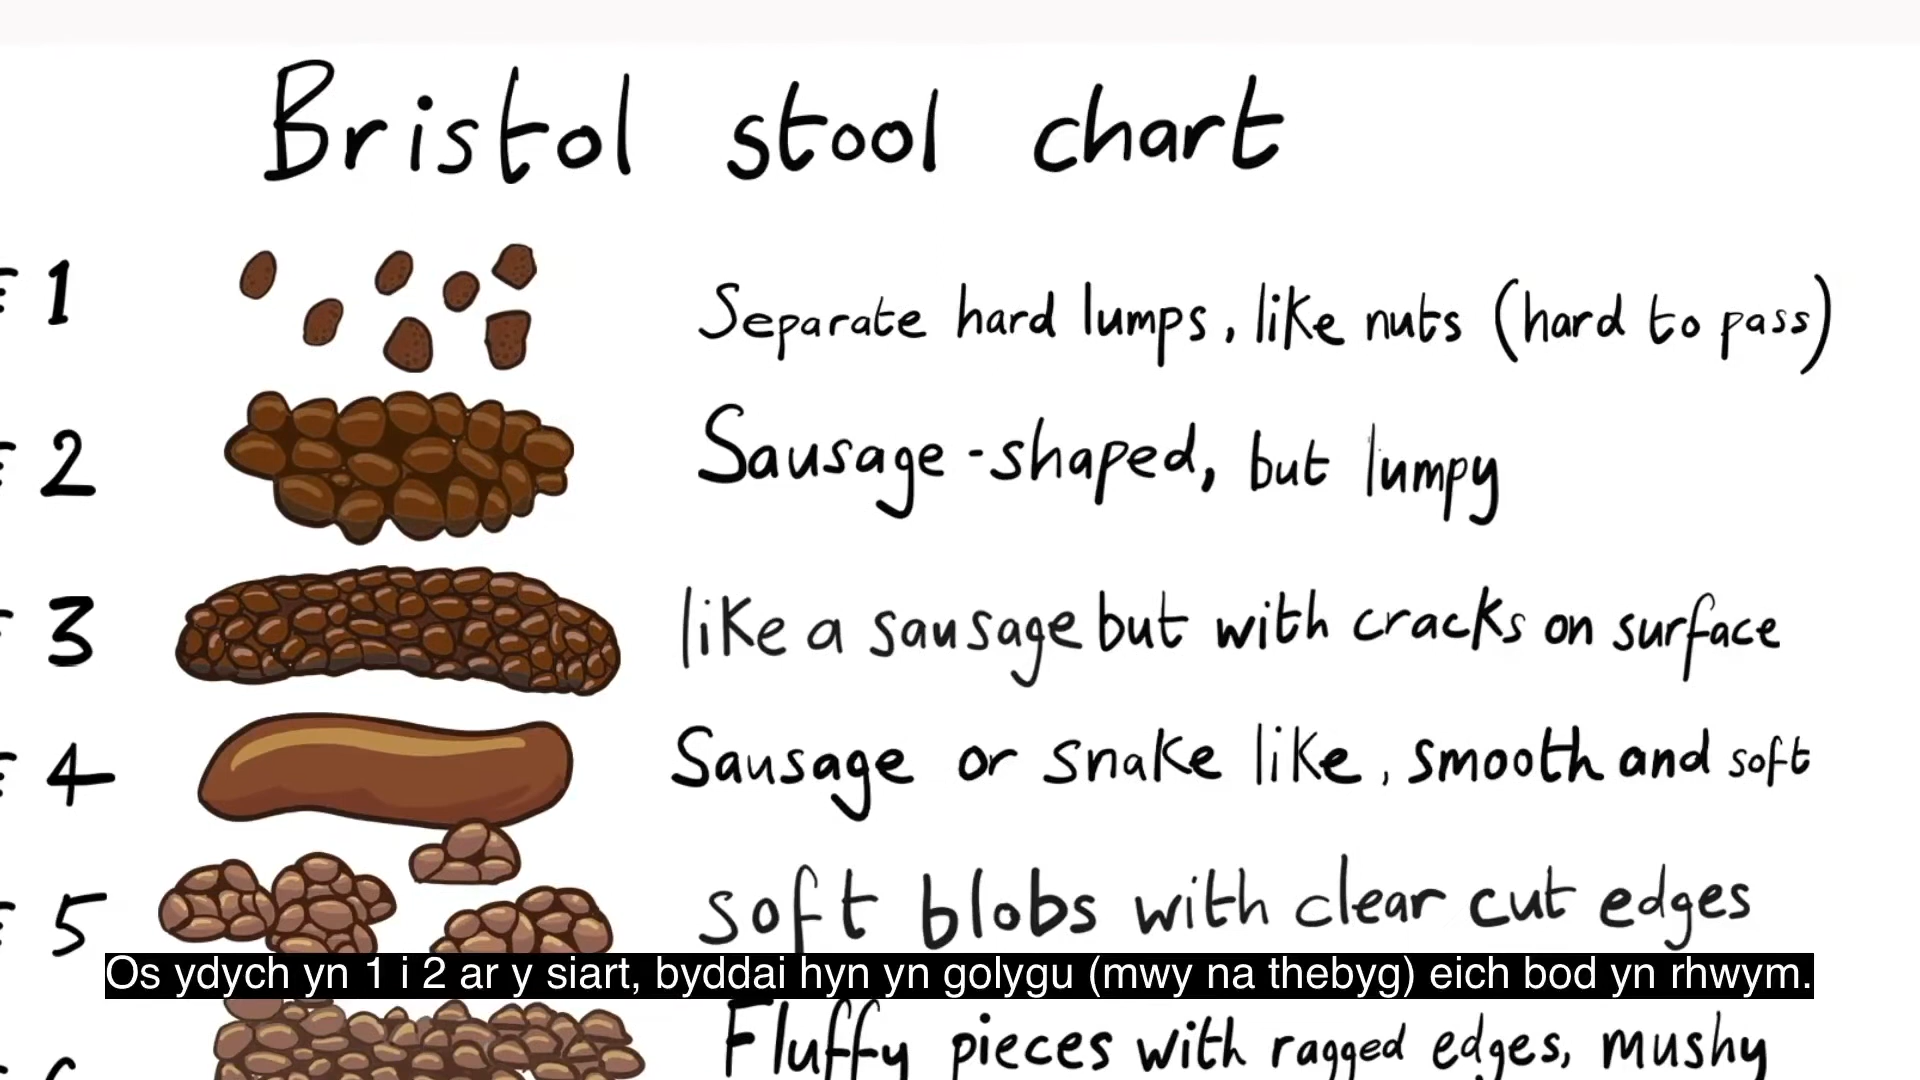 Bristol stool chart
1 Separate hard lumps, like nuts (hard to pass)
2 Sausage-shaped, but lumpy
3 like a sausage but with cracks on surface
4 Sausage or snake like, smooth and soft
5 soft blobs with clear cut edges
Os ydych yn 1 i 2 ar y siart, byddai hyn yn golygu (mwy na thebyg) eich bod yn rhwym.
Fluffy pieces with ragged edges, mushy